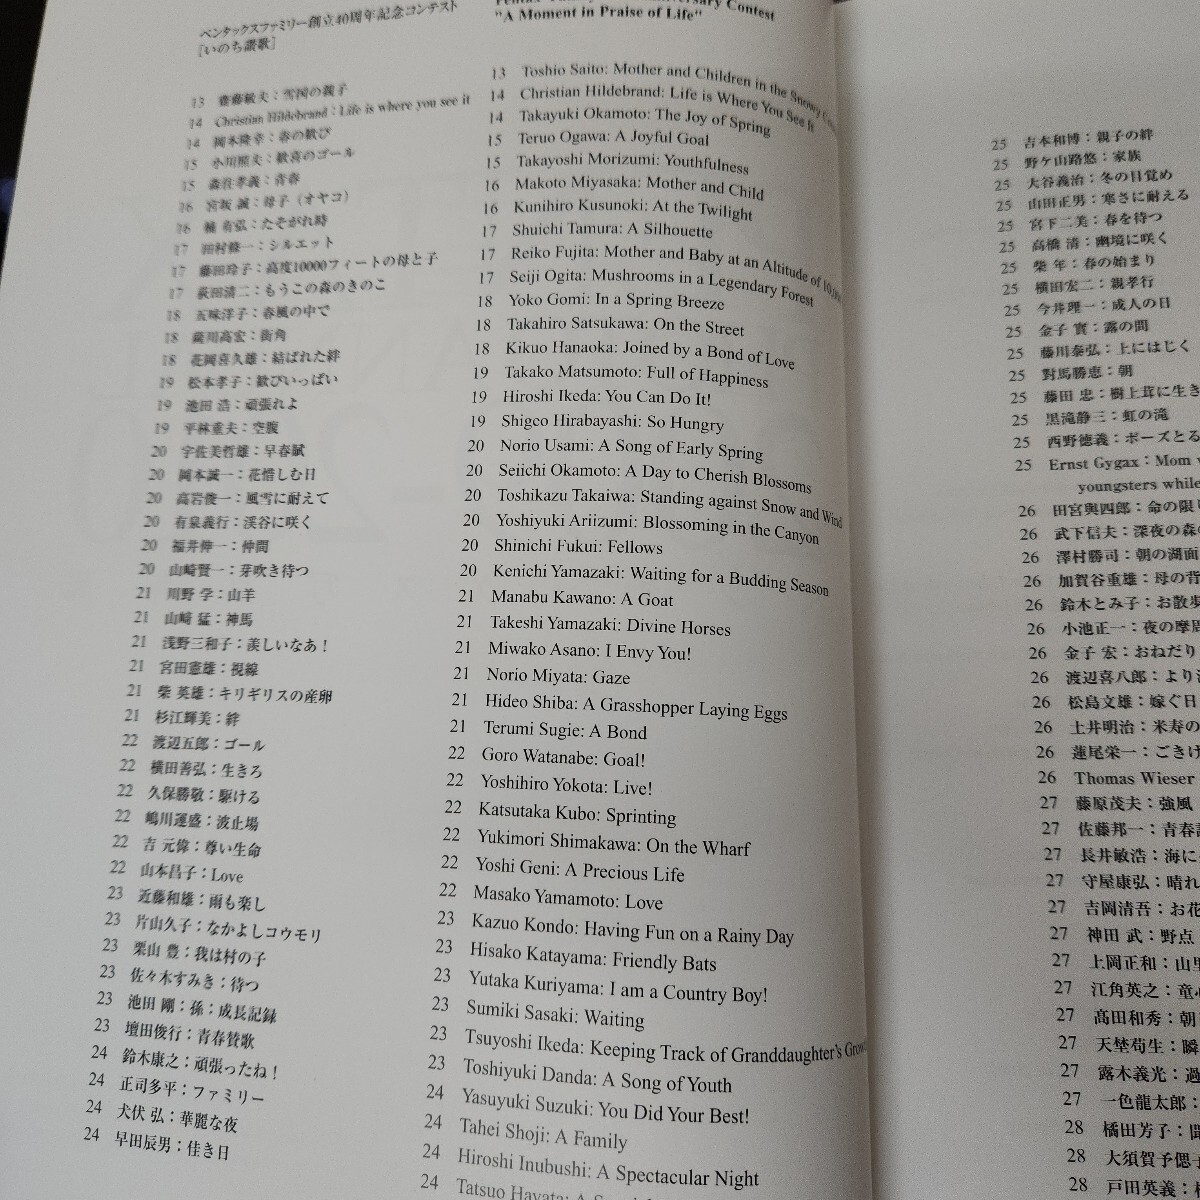 ペンタックスファミリー創立40周年記念コンテスト
[いのち讃歌]
13 齋藤敏夫：雪国の親子
14 Christian Hildebrand：Life is where you see it
14 岡本隆幸：春の歓び
15 小川照夫：歓喜のゴール
15 森住孝義：青春
16 宮坂 誠：母子（オヤコ）
16 楠 有弘：たそがれ時
17 田村修一：シルエット
17 藤田玲子：高度10000フィートの母と子
17 荻田清二：もうこの森のきのこ
18 五味洋子：春風の中で
18 薩川高宏：街角
18 花岡喜久雄：結ばれた絆
19 松本孝子：歓びいっぱい
19 池田 浩：頑張れよ
19 平林重夫：空腹
20 宇佐美哲雄：早春賦
20 岡本誠一：花惜しむ日
20 高岩俊一：風雪に耐えて
20 有泉義行：渓谷に咲く
20 福井伸一：仲間
20 山﨑賢一：芽吹き待つ
21 川野 学：山羊
21 山﨑 猛：神馬
21 浅野三和子：羨しいなあ！
21 宮田憲雄：視線
21 柴 英雄：キリギリスの産卵
21 杉江輝美：絆
22 渡辺五郎：ゴール
22 横田善弘：生きろ
22 久保勝敬：駆ける
22 嶋川運盛：波止場
22 吉 元偉：尊い生命
22 山本昌子：Love
23 近藤和雄：雨も楽し
23 片山久子：なかよしコウモリ
23 栗山 豊：我は村の子
23 佐々木すみき：待つ
23 池田 剛：孫：成長記録
23 壇田俊行：青春賛歌
24 鈴木康之：頑張ったね！
24 正司多平：ファミリー
24 犬伏 弘：華麗な夜
24 早田辰男：佳き日
Contest
"A Moment in Praise of Life"
13 Toshio Saito: Mother and Children in the Snowy
14 Christian Hildebrand: Life is Where You See It
14 Takayuki Okamoto: The Joy of Spring
15 Teruo Ogawa: A Joyful Goal
15 Takayoshi Morizumi: Youthfulness
16 Makoto Miyasaka: Mother and Child
16 Kunihiro Kusunoki: At the Twilight
17 Shuichi Tamura: A Silhouette
17 Reiko Fujita: Mother and Baby at an Altitude of 10,000
17 Seiji Ogita: Mushrooms in a Legendary Forest
18 Yoko Gomi: In a Spring Breeze
18 Takahiro Satsukawa: On the Street
18 Kikuo Hanaoka: Joined by a Bond of Love
19 Takako Matsumoto: Full of Happiness
19 Hiroshi Ikeda: You Can Do It!
19 Shigeo Hirabayashi: So Hungry
20 Norio Usami: A Song of Early Spring
20 Seiichi Okamoto: A Day to Cherish Blossoms
20 Toshikazu Takaiwa: Standing against Snow and Wind
20 Yoshiyuki Ariizumi: Blossoming in the Canyon
20 Shinichi Fukui: Fellows
20 Kenichi Yamazaki: Waiting for a Budding Season
21 Manabu Kawano: A Goat
21 Takeshi Yamazaki: Divine Horses
21 Miwako Asano: I Envy You!
21 Norio Miyata: Gaze
21 Hideo Shiba: A Grasshopper Laying Eggs
21 Terumi Sugie: A Bond
22 Goro Watanabe: Goal!
22 Yoshihiro Yokota: Live!
22 Katsutaka Kubo: Sprinting
22 Yukimori Shimakawa: On the Wharf
22 Yoshi Geni: A Precious Life
22 Masako Yamamoto: Love
23 Kazuo Kondo: Having Fun on a Rainy Day
23 Hisako Katayama: Friendly Bats
23 Yutaka Kuriyama: I am a Country Boy!
23 Sumiki Sasaki: Waiting
23 Tsuyoshi Ikeda: Keeping Track of Granddaughter's
23 Toshiyuki Danda: A Song of Youth
24 Yasuyuki Suzuki: You Did Your Best!
24 Tahei Shoji: A Family
24 Hiroshi Inubushi: A Spectacular Night
24 Tatsuo Hayata: A
25 吉本和博：親子の絆
25 野ケ山路悠：家族
25 大谷義治：冬の目覚め
25 山田正男：寒さに耐える
25 宮下二美：春を待つ
25 高橋 清：幽境に咲く
25 柴 年：春の始まり
25 横田宏二：親孝行
25 今井理一：成人の日
25 金子 實：露の間
25 藤川泰弘：上にはじく
25 對馬勝恵：朝
25 藤田 忠：樹上茸に生き
25 黒滝静三：虹の滝
25 西野徳義：ポーズとる
25 Ernst Gygax：Mom
youngsters while
26 田宮與四郎：命の限り
26 武下信夫：深夜の森の
26 澤村勝司：朝の湖面
26 加賀谷重雄：母の背
26 鈴木とみ子：お散歩
26 小池正一：夜の摩周
26 金子 宏：おねだり
26 渡辺喜八郎：より
26 松島文雄：嫁ぐ日
26 土井明治：米寿の
26 蓮尾栄一：ごきげ
26 Thomas Wieser
27 藤原茂夫：強風
27 佐藤邦一：青春
27 長井敏浩：海に
27 守屋康弘：晴れ
27 吉岡清吾：お花
27 神田 武：野点
27 上岡正和：山里
27 江角英之：童心
27 髙田和秀：朝
27 天埜荀生：瞬
27 露木義光：過
27 一色龍太郎：
28 橘田芳子：聞
28 大須賀予偲子
28 戸田英義：